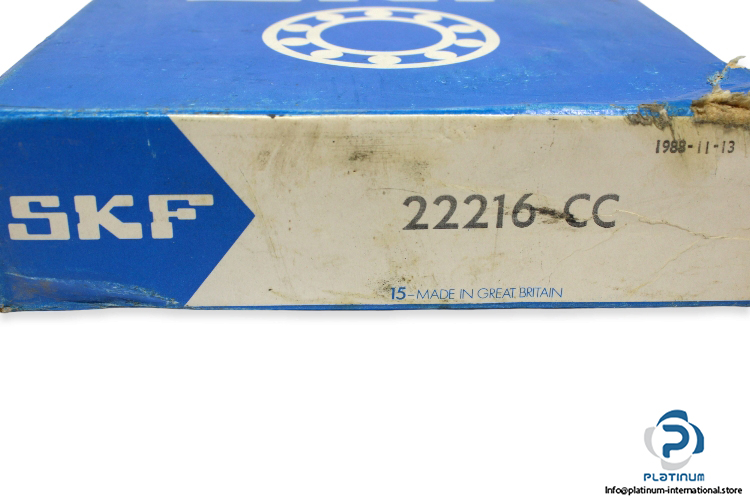 1988-11-13
SKF
22216 CC
15-MADE IN GREAT BRITAIN
P
PLATINUM
Info@platinum-international.store